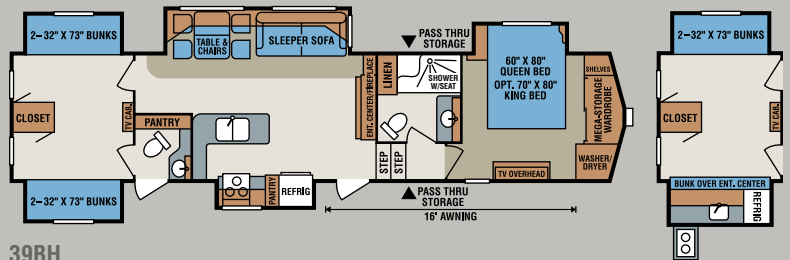 2–32" X 73" BUNKS
CLOSET
TV CAB.
2–32" X 73" BUNKS
PANTRY
TABLE &
CHAIRS
SLEEPER SOFA
ENT. CENTER/FIREPLACE
LINEN
PASS THRU
STORAGE
SHOWER
W/SEAT
STEP
STEP
PANTRY
REFRIG
PASS THRU
STORAGE
16' AWNING
60" X 80"
QUEEN BED
OPT. 70" X 80"
KING BED
TV OVERHEAD
SHELVES
MEGA-STORAGE
WARDROBE
WASHER/
DRYER
2–32" X 73" BUNKS
CLOSET
TV CAB.
BUNK OVER ENT. CENTER
REFRIG
39BH